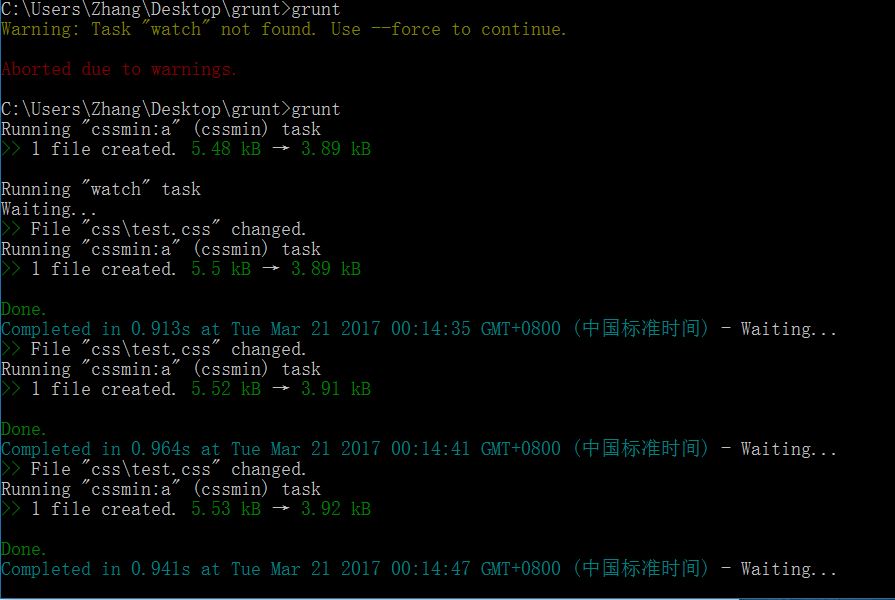 C:\Users\Zhang\Desktop\grunt>grunt
Warning: Task "watch" not found. Use --force to continue.
Aborted due to warnings.
C:\Users\Zhang\Desktop\grunt>grunt
Running "cssmin:a" (cssmin) task
>> 1 file created. 5.48 kB → 3.89 kB
Running "watch" task
Waiting...
>> File "css\test.css" changed.
Running "cssmin:a" (cssmin) task
>> 1 file created. 5.5 kB → 3.89 kB
Done.
Completed in 0.913s at Tue Mar 21 2017 00:14:35 GMT+0800 (中国标准时间) - Waiting...
>> File "css\test.css" changed.
Running "cssmin:a" (cssmin) task
>> 1 file created. 5.52 kB → 3.91 kB
Done.
Completed in 0.964s at Tue Mar 21 2017 00:14:41 GMT+0800 (中国标准时间) - Waiting...
>> File "css\test.css" changed.
Running "cssmin:a" (cssmin) task
>> 1 file created. 5.53 kB → 3.92 kB
Done.
Completed in 0.941s at Tue Mar 21 2017 00:14:47 GMT+0800 (中国标准时间) - Waiting...